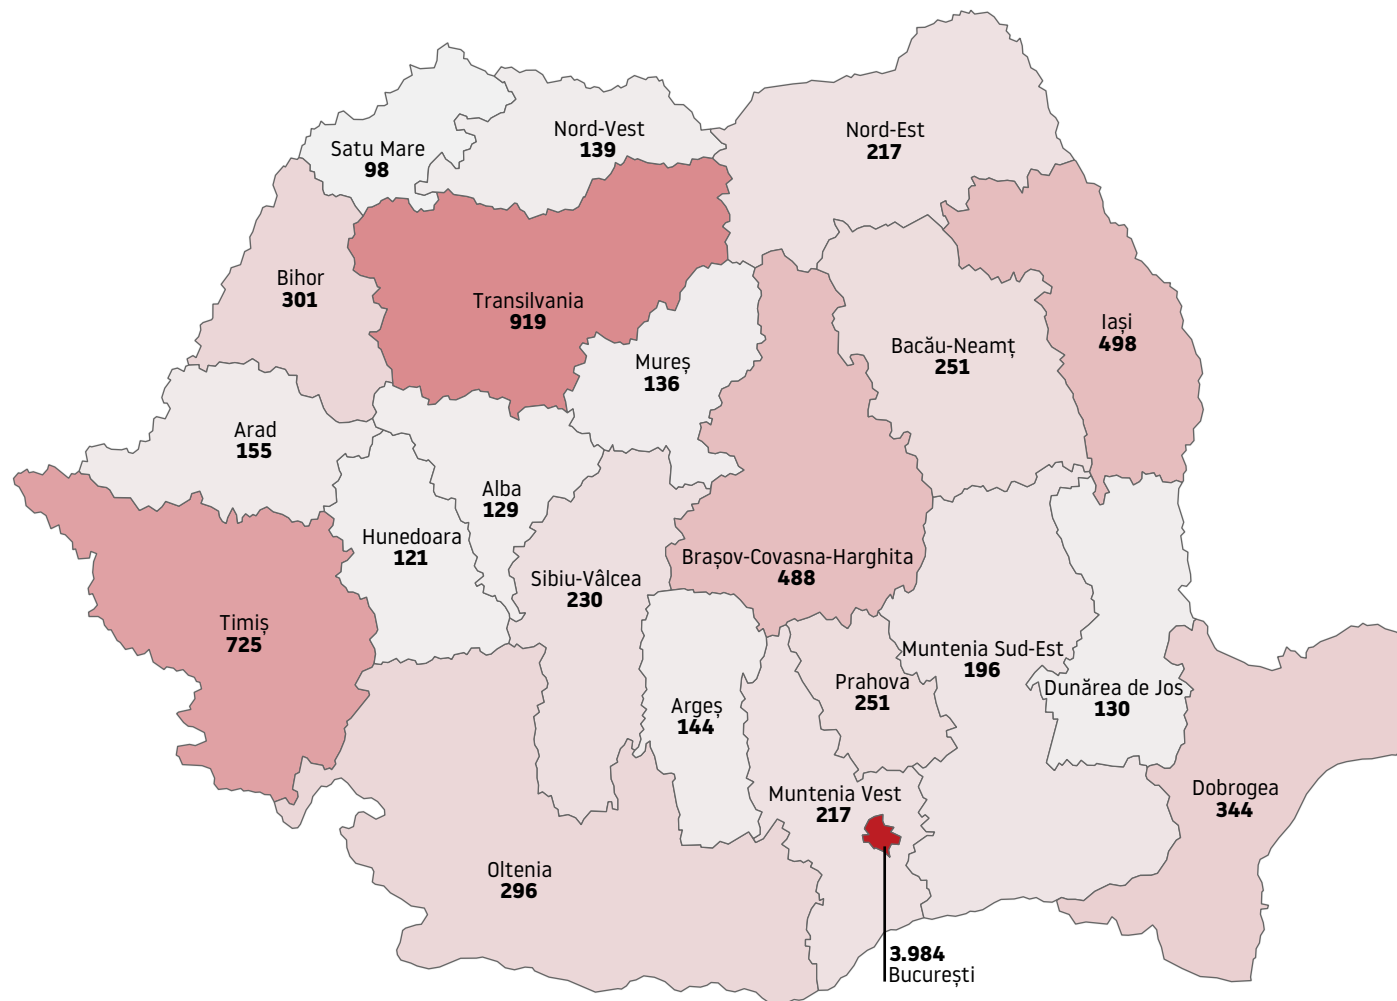 Nord-Vest
139
Nord-Est
217
Satu Mare
98
Bihor
301
Transilvania
919
Iași
498
Bacău-Neamț
251
Mureș
136
Arad
155
Alba
129
Hunedoara
121
Brașov-Covasna-Harghita
488
Sibiu-Vâlcea
230
Timiș
725
Muntenia Sud-Est
196
Prahova
251
Dunărea de Jos
130
Argeș
144
Dobrogea
344
Muntenia Vest
217
Oltenia
296
3.984
București